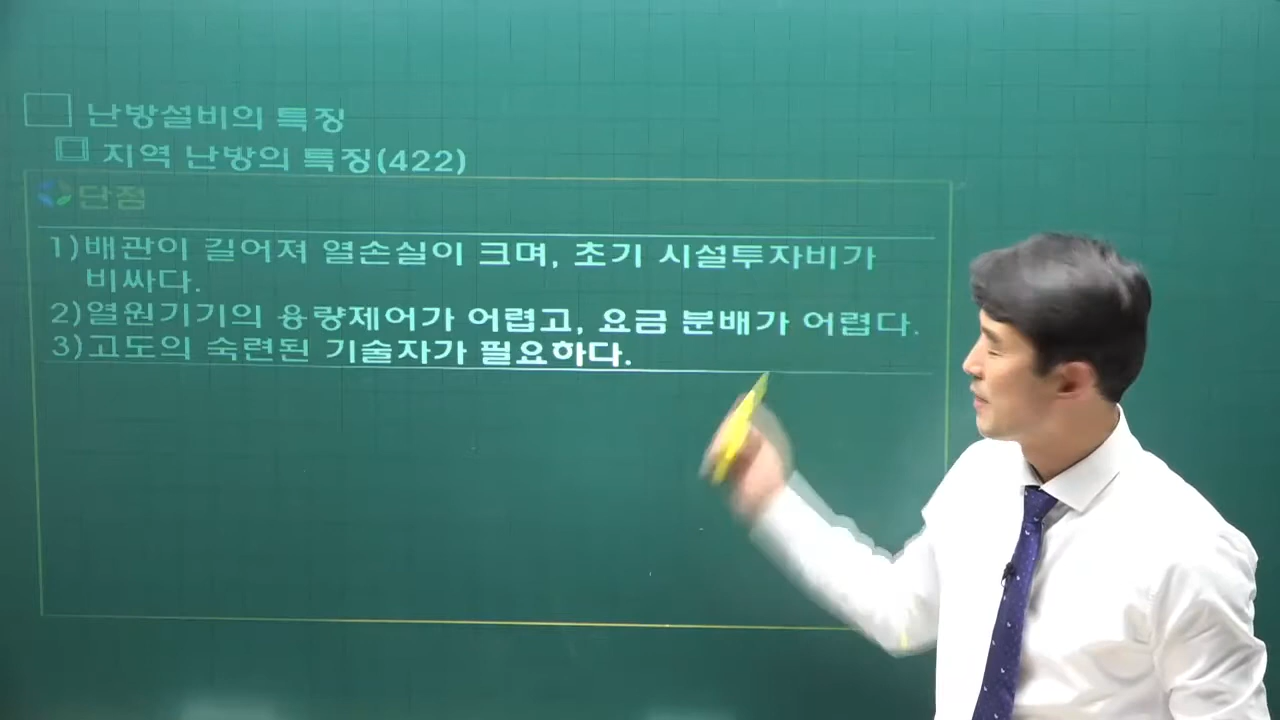 난방설비의 특징
지역 난방의 특징(422)
단점
1)배관이 길어져 열손실이 크며, 초기 시설투자비가
비싸다.
2)열원기기의 용량제어가 어렵고, 요금 분배가 어렵다.
3)고도의 숙련된 기술자가 필요하다.